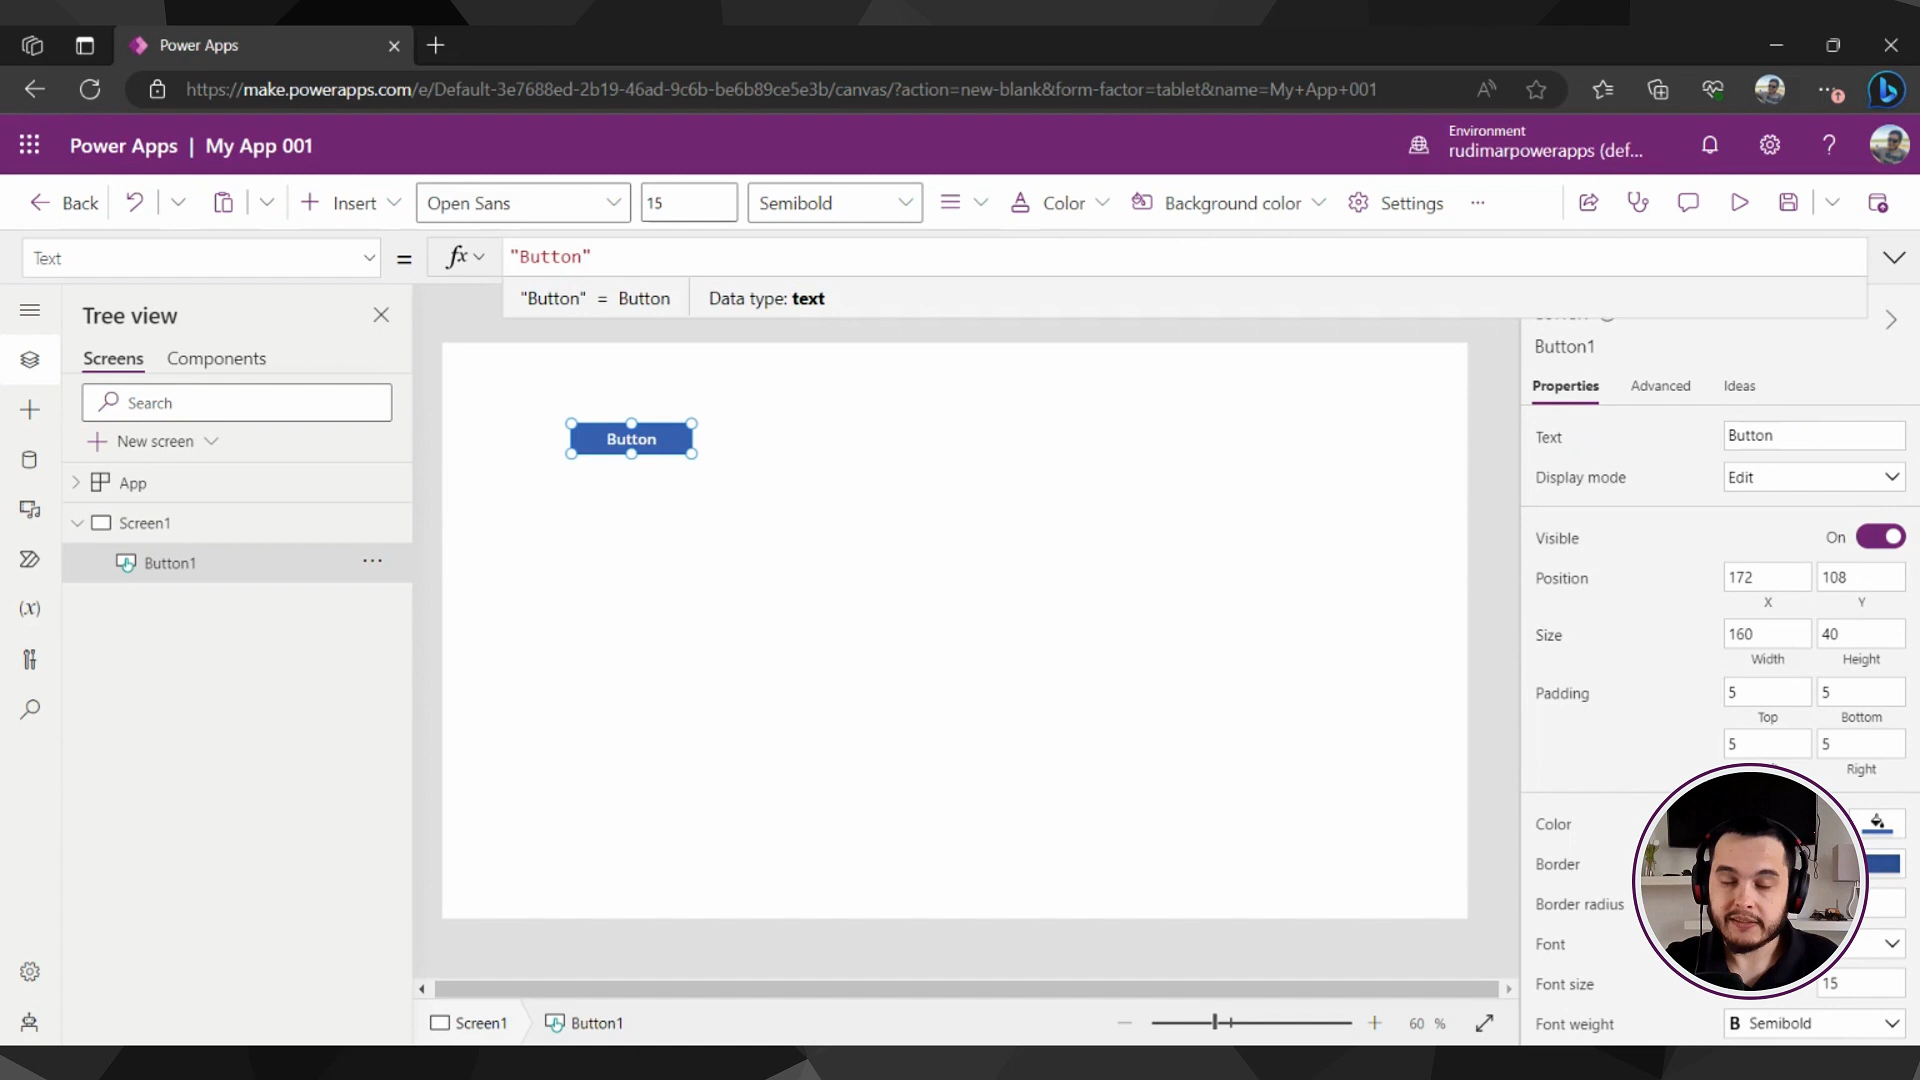 Power Apps
https://make.powerapps.com/e/Default-3e7688ed-2b19-46ad-9c6b-be6b89ce5e3b/canvas/?action=new-blank&form-factor=tablet&name=My+App+001
Power Apps | My App 001
Environment
rudimarpowerapps (def...
Back
Insert
Open Sans
15
Semibold
Color
Background color
Settings
Text
=
fx
"Button"
"Button" = Button
Data type: text
Tree view
Screens
Components
Search
New screen
App
Screen1
Button1
Button
Button1
Properties
Advanced
Ideas
Text
Button
Display mode
Edit
Visible
On
Position
172
108
X
Y
Size
160
40
Width
Height
Padding
5
5
Top
Bottom
5
5
Right
Color
Border
Border radius
Font
Font size
15
Font weight
B Semibold
Screen1
Button1
60 %